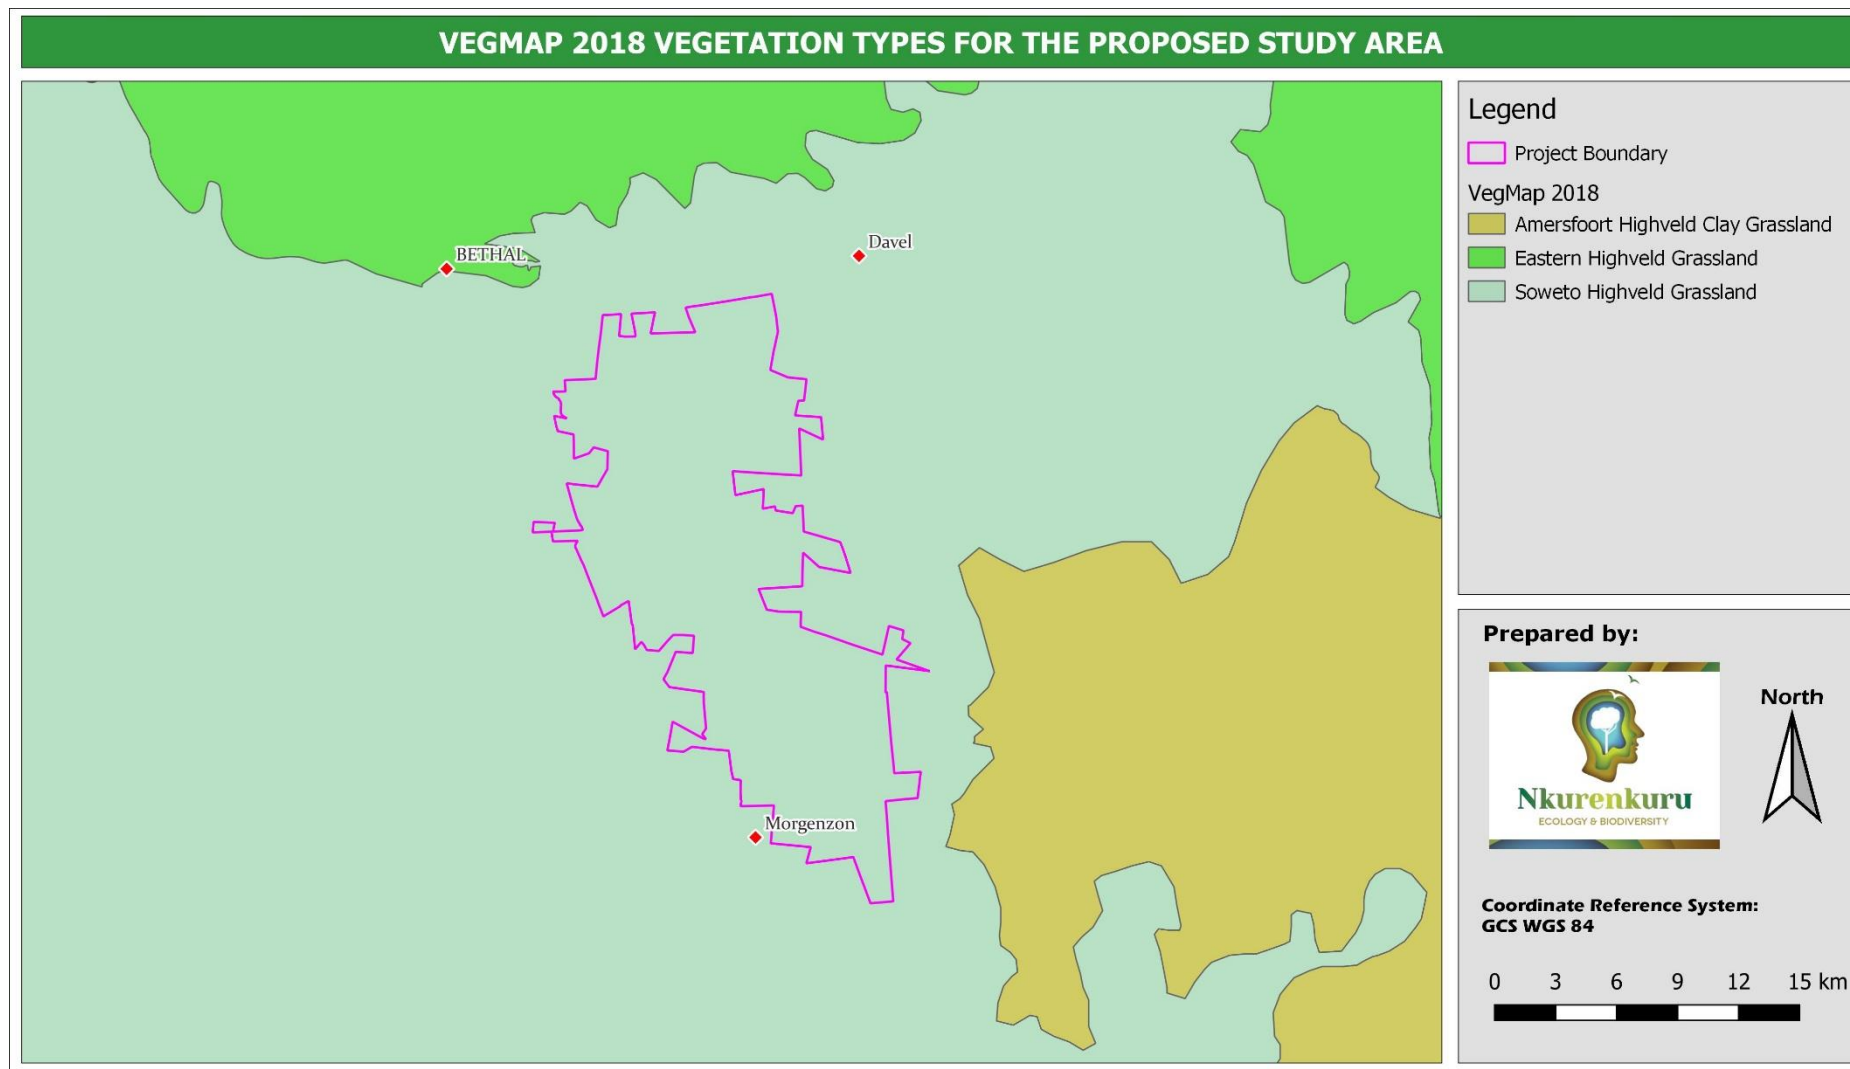 VEGMAP 2018 VEGETATION TYPES FOR THE PROPOSED STUDY AREA
BETHAL
Davel
Morgenzon
Legend
Project Boundary
VegMap 2018
Amersfoort Highveld Clay Grassland
Eastern Highveld Grassland
Soweto Highveld Grassland
Prepared by:
Nkurenkuru
ECOLOGY & BIODIVERSITY
North
Coordinate Reference System:
GCS WGS 84
0 3 6 9 12 15 km